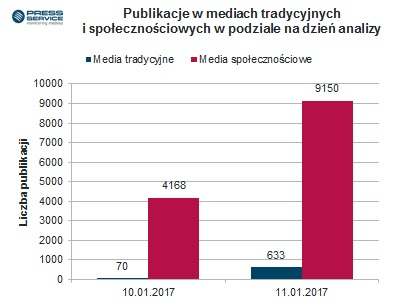 PRESS
SERVICE
monitoring mediów
Publikacje w mediach tradycyjnych
i społecznościowych w podziale na dzień analizy
Media tradycyjne
Media społecznościowe
Liczba publikacji
10000
9000
8000
7000
6000
5000
4000
3000
2000
1000
0
70
4168
633
9150
10.01.2017
11.01.2017